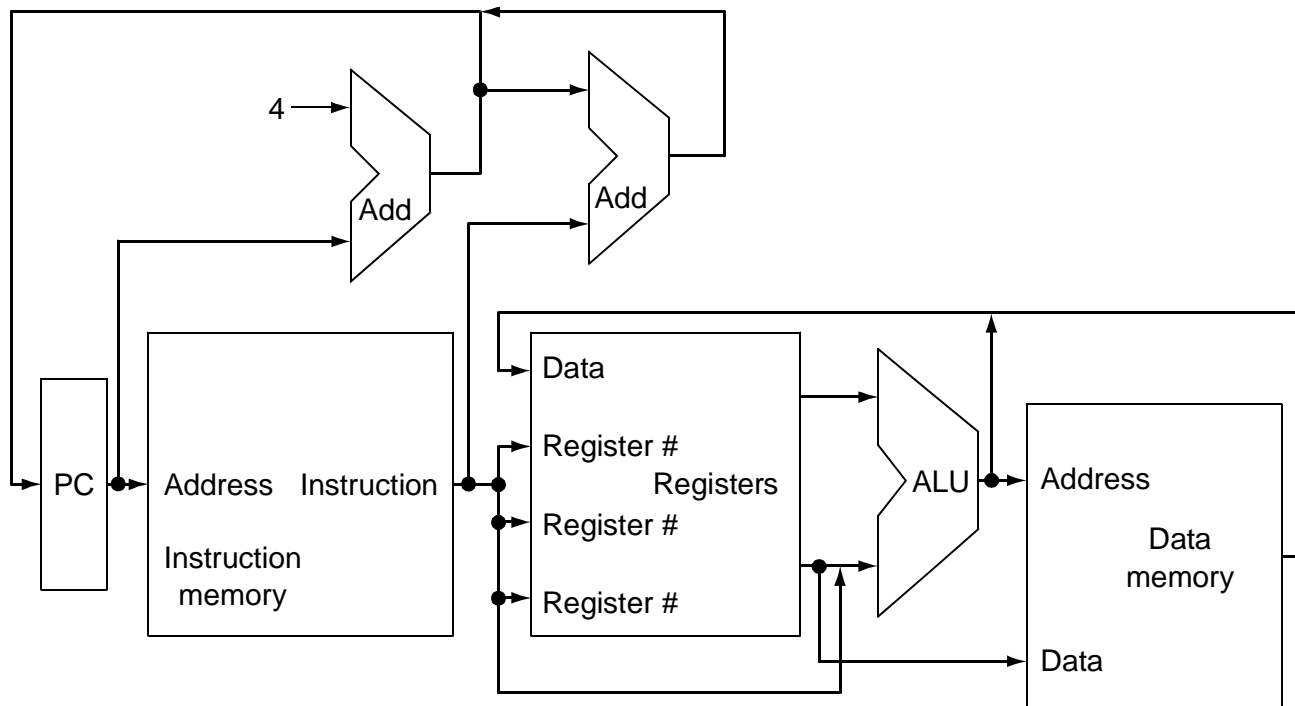 4
Add
Add
Data
Register #
PC
Address
Instruction
Registers
ALU
Address
Register #
Instruction
memory
Data
memory
Register #
Data